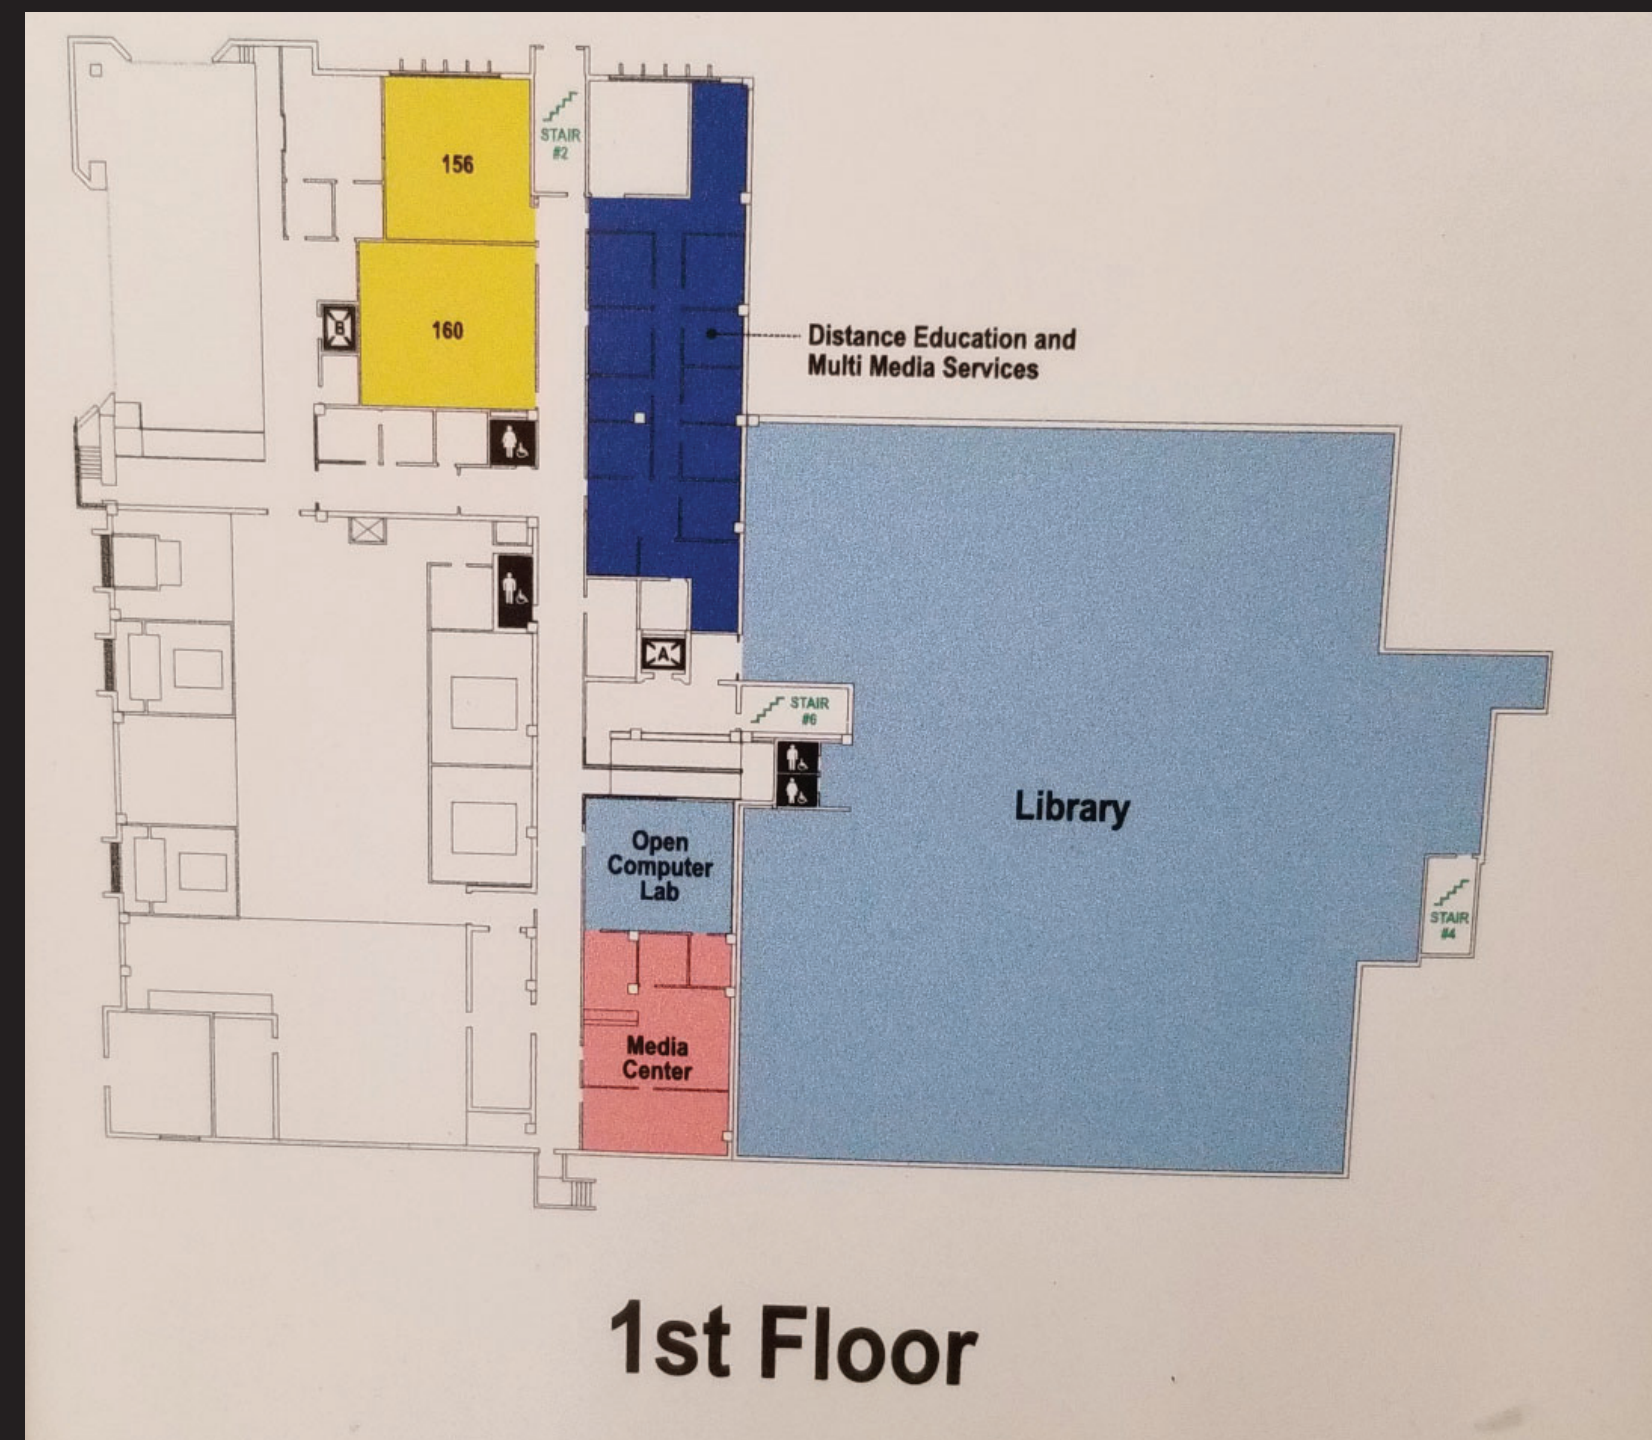 STAIR
#2
156
B
160
Distance Education and
Multi Media Services
A
STAIR
#6
Library
Open
Computer
Lab
STAIR
#4
Media
Center
1st Floor